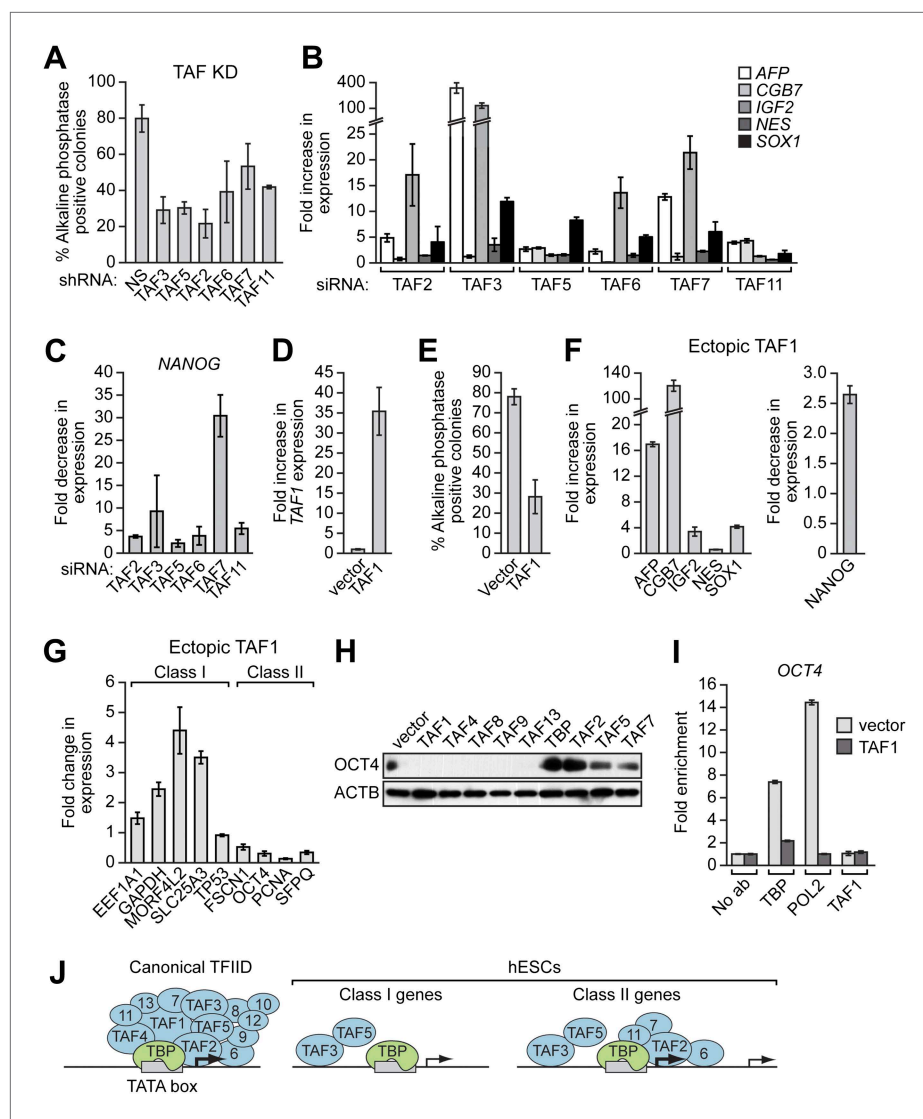 A
TAF KD
% Alkaline phosphatase
positive colonies
100
80
60
40
20
0
shRNA:
NS
TAF3
TAF5
TAF2
TAF6
TAF7
TAF11
B
Fold increase in
expression
400
100
25
20
15
10
5
0
AFP
CGB7
IGF2
NES
SOX1
siRNA:
TAF2
TAF3
TAF5
TAF6
TAF7
TAF11
C
NANOG
Fold decrease in
expression
40
35
30
25
20
15
10
5
0
siRNA:
TAF2
TAF3
TAF5
TAF6
TAF7
TAF11
D
Fold increase in
TAF1 expression
45
40
35
30
25
20
15
10
5
0
vector
TAF1
E
% Alkaline phosphatase
positive colonies
90
80
70
60
50
40
30
20
10
0
Vector
TAF1
F
Ectopic TAF1
Fold increase in
expression
140
100
20
16
12
8
4
0
AFP
CGB7
IGF2
NES
SOX1
Fold decrease in
expression
3.0
2.5
2.0
1.5
1.0
0.5
0
NANOG
G
Ectopic TAF1
Class I
Class II
Fold change in
expression
6
5
4
3
2
1
0
EEF1A1
GAPDH
MORF4L2
SLC25A3
TP53
FSCN1
OCT4
PCNA
SFPQ
H
vector
TAF1
TAF4
TAF8
TAF9
TAF13
TBP
TAF2
TAF5
TAF7
OCT4
ACTB
I
OCT4
Fold enrichment
16
14
12
10
8
6
4
2
0
vector
TAF1
No ab
TBP
POL2
TAF1
J
Canonical TFIID
hESCs
Class I genes
Class II genes
13
7
TAF3
8
10
11
TAF1
12
TAF5
9
TAF4
TBP
TAF2
6
TATA box
TAF5
TAF3
TBP
TAF5
TAF3
7
11
TBP
TAF2
6